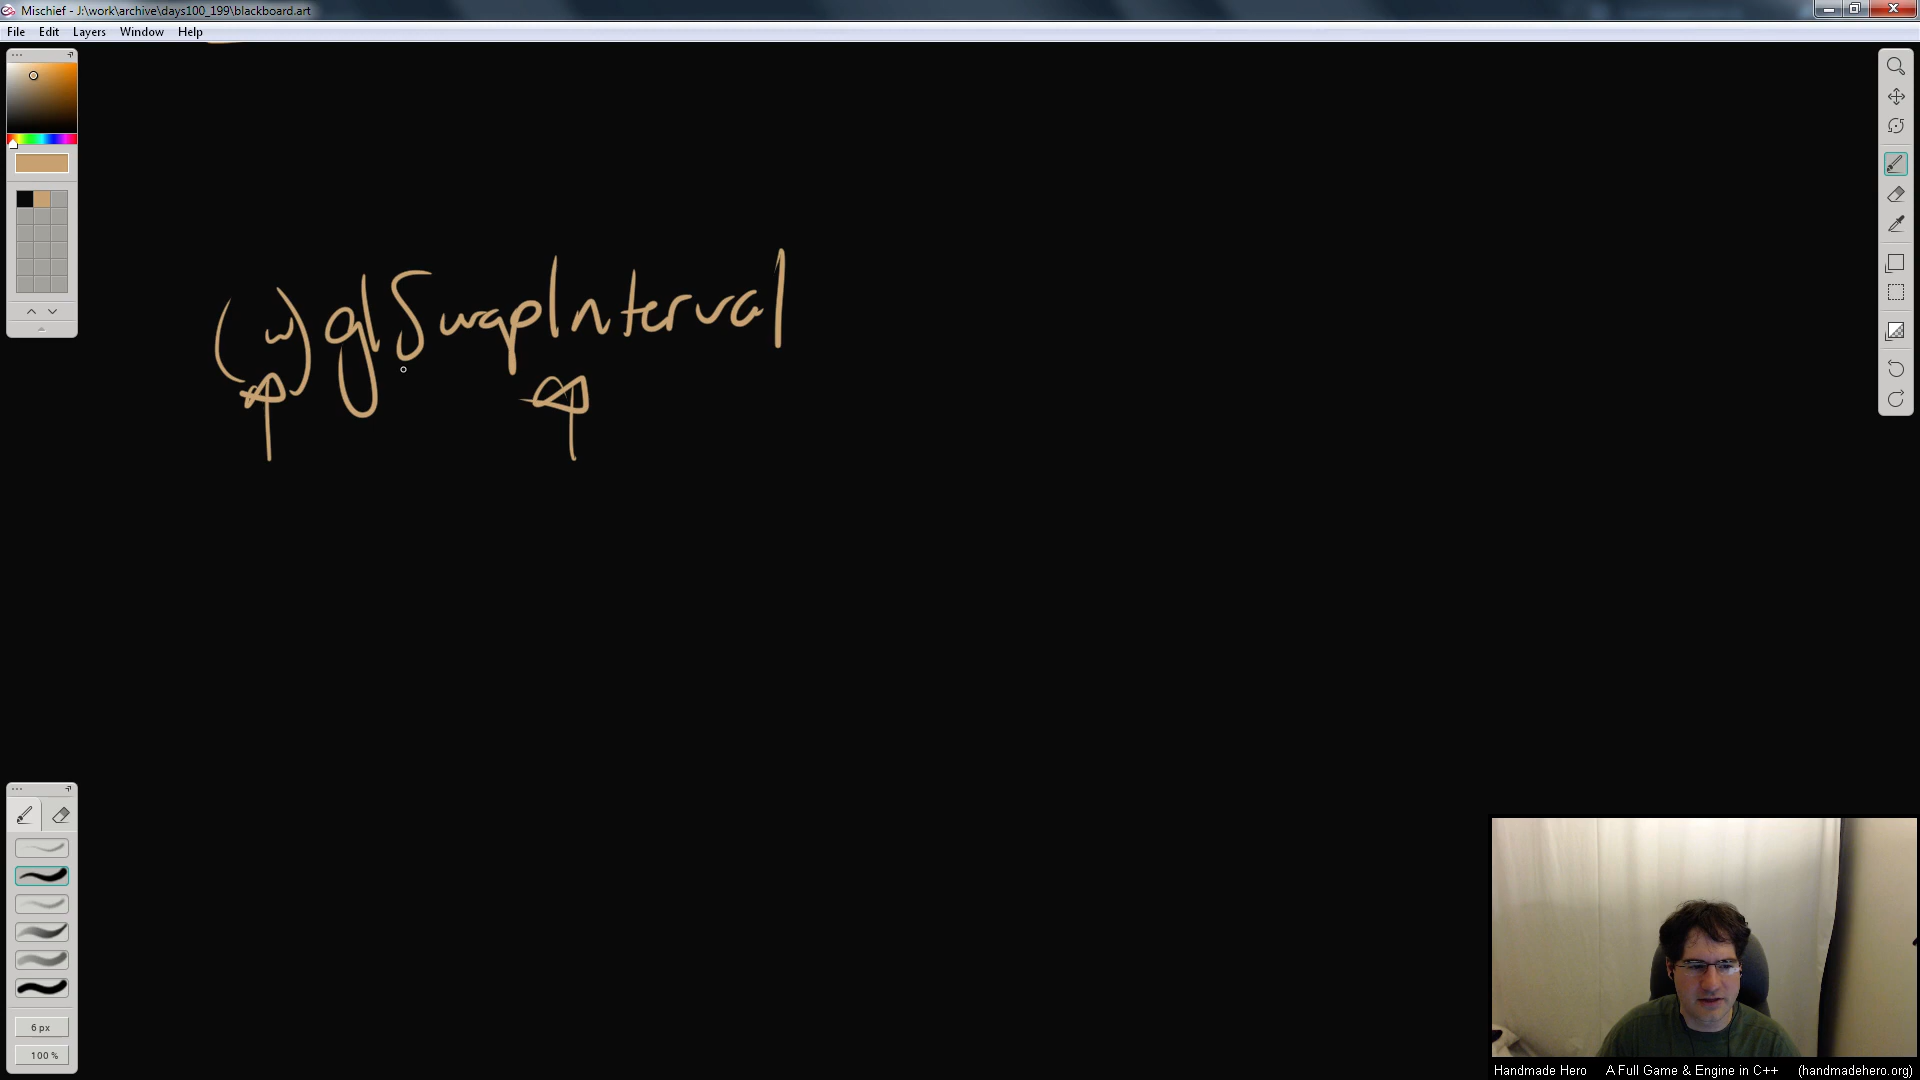 Mischief - J:\work\archive\days100_199\blackboard.art
File Edit Layers Window Help
(w)glSwapInterval
6 px
100 %
Handmade Hero A Full Game & Engine in C++ (handmadehero.org)